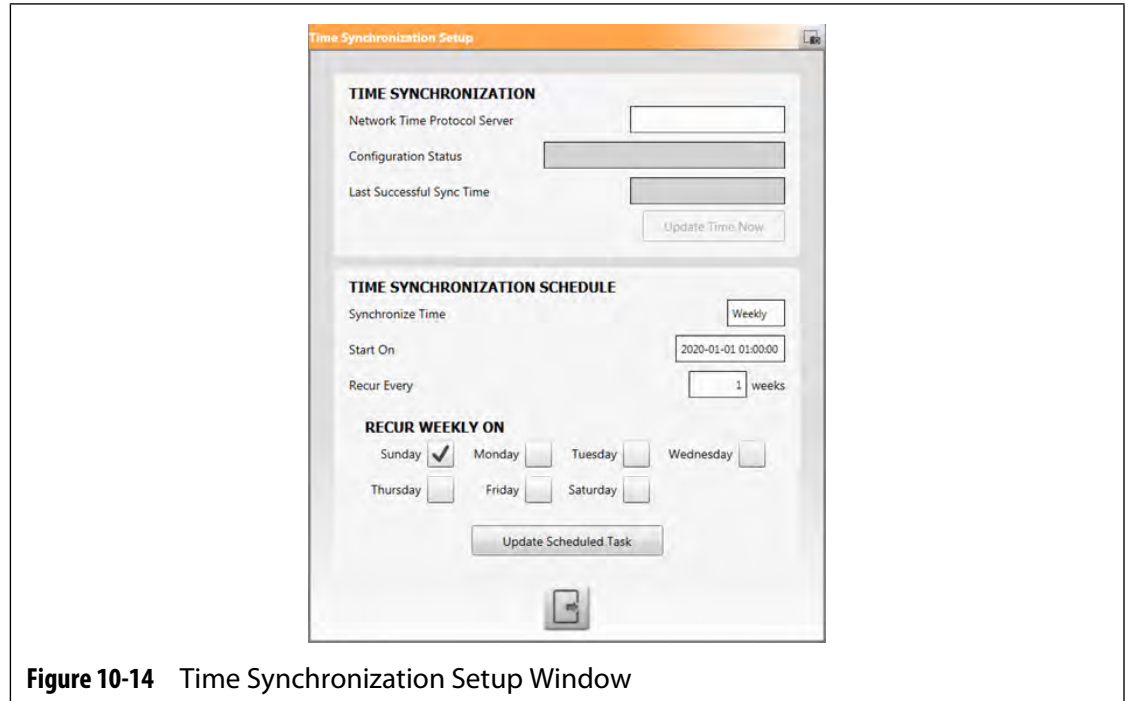 Time Synchronization Setup
TIME SYNCHRONIZATION
Network Time Protocol Server
Configuration Status
Last Successful Sync Time
Update Time Now
TIME SYNCHRONIZATION SCHEDULE
Synchronize Time Weekly
Start On 2020-01-01 01:00:00
Recur Every 1 weeks
RECUR WEEKLY ON
Sunday Monday Tuesday Wednesday
Thursday Friday Saturday
Update Scheduled Task
Figure 10-14 Time Synchronization Setup Window